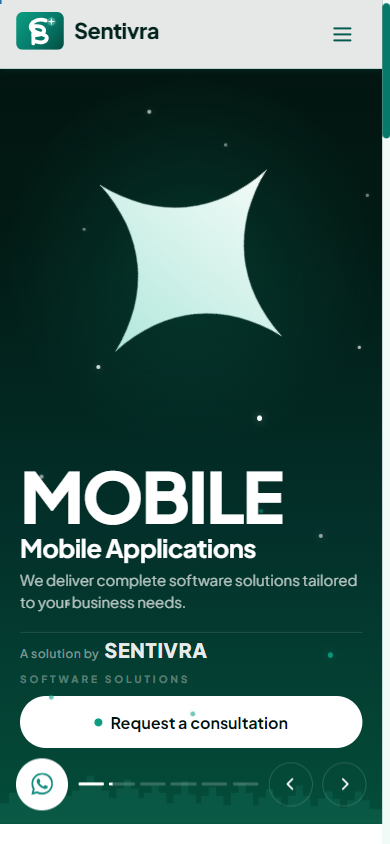 Sentivra
MOBILE
Mobile Applications
We deliver complete software solutions tailored
to your business needs.
A solution by SENTIVRA
SOFTWARE SOLUTIONS
Request a consultation